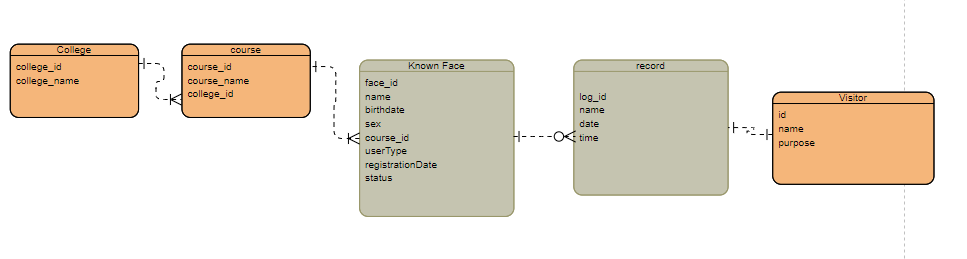 College
college_id
college_name
course
course_id
course_name
college_id
Known Face
face_id
name
birthdate
sex
course_id
userType
registrationDate
status
record
log_id
name
date
time
Visitor
id
name
purpose